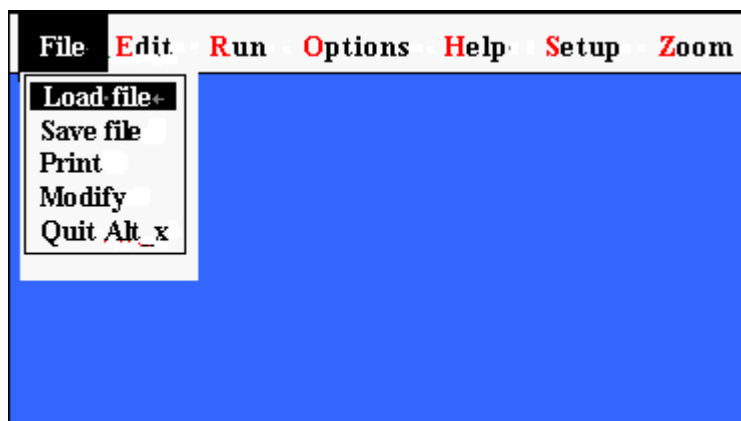 File Edit Run Options Help Setup Zoom
Load file←
Save file
Print
Modify
Quit Alt_x